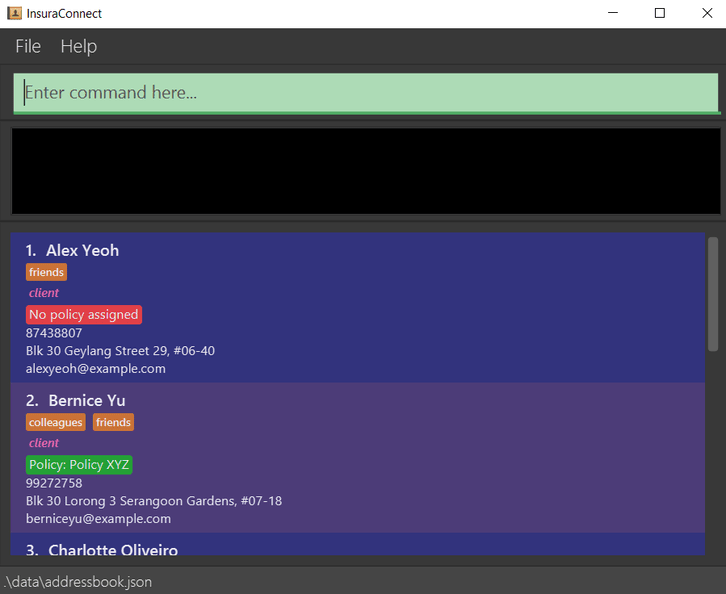 InsuraConnect
File Help
Enter command here...
1. Alex Yeoh
friends
client
No policy assigned
87438807
Blk 30 Geylang Street 29, #06-40
alexyeoh@example.com
2. Bernice Yu
colleagues friends
client
Policy: Policy XYZ
99272758
Blk 30 Lorong 3 Serangoon Gardens, #07-18
berniceyu@example.com
3. Charlotte Oliveiro
.\data\addressbook.json